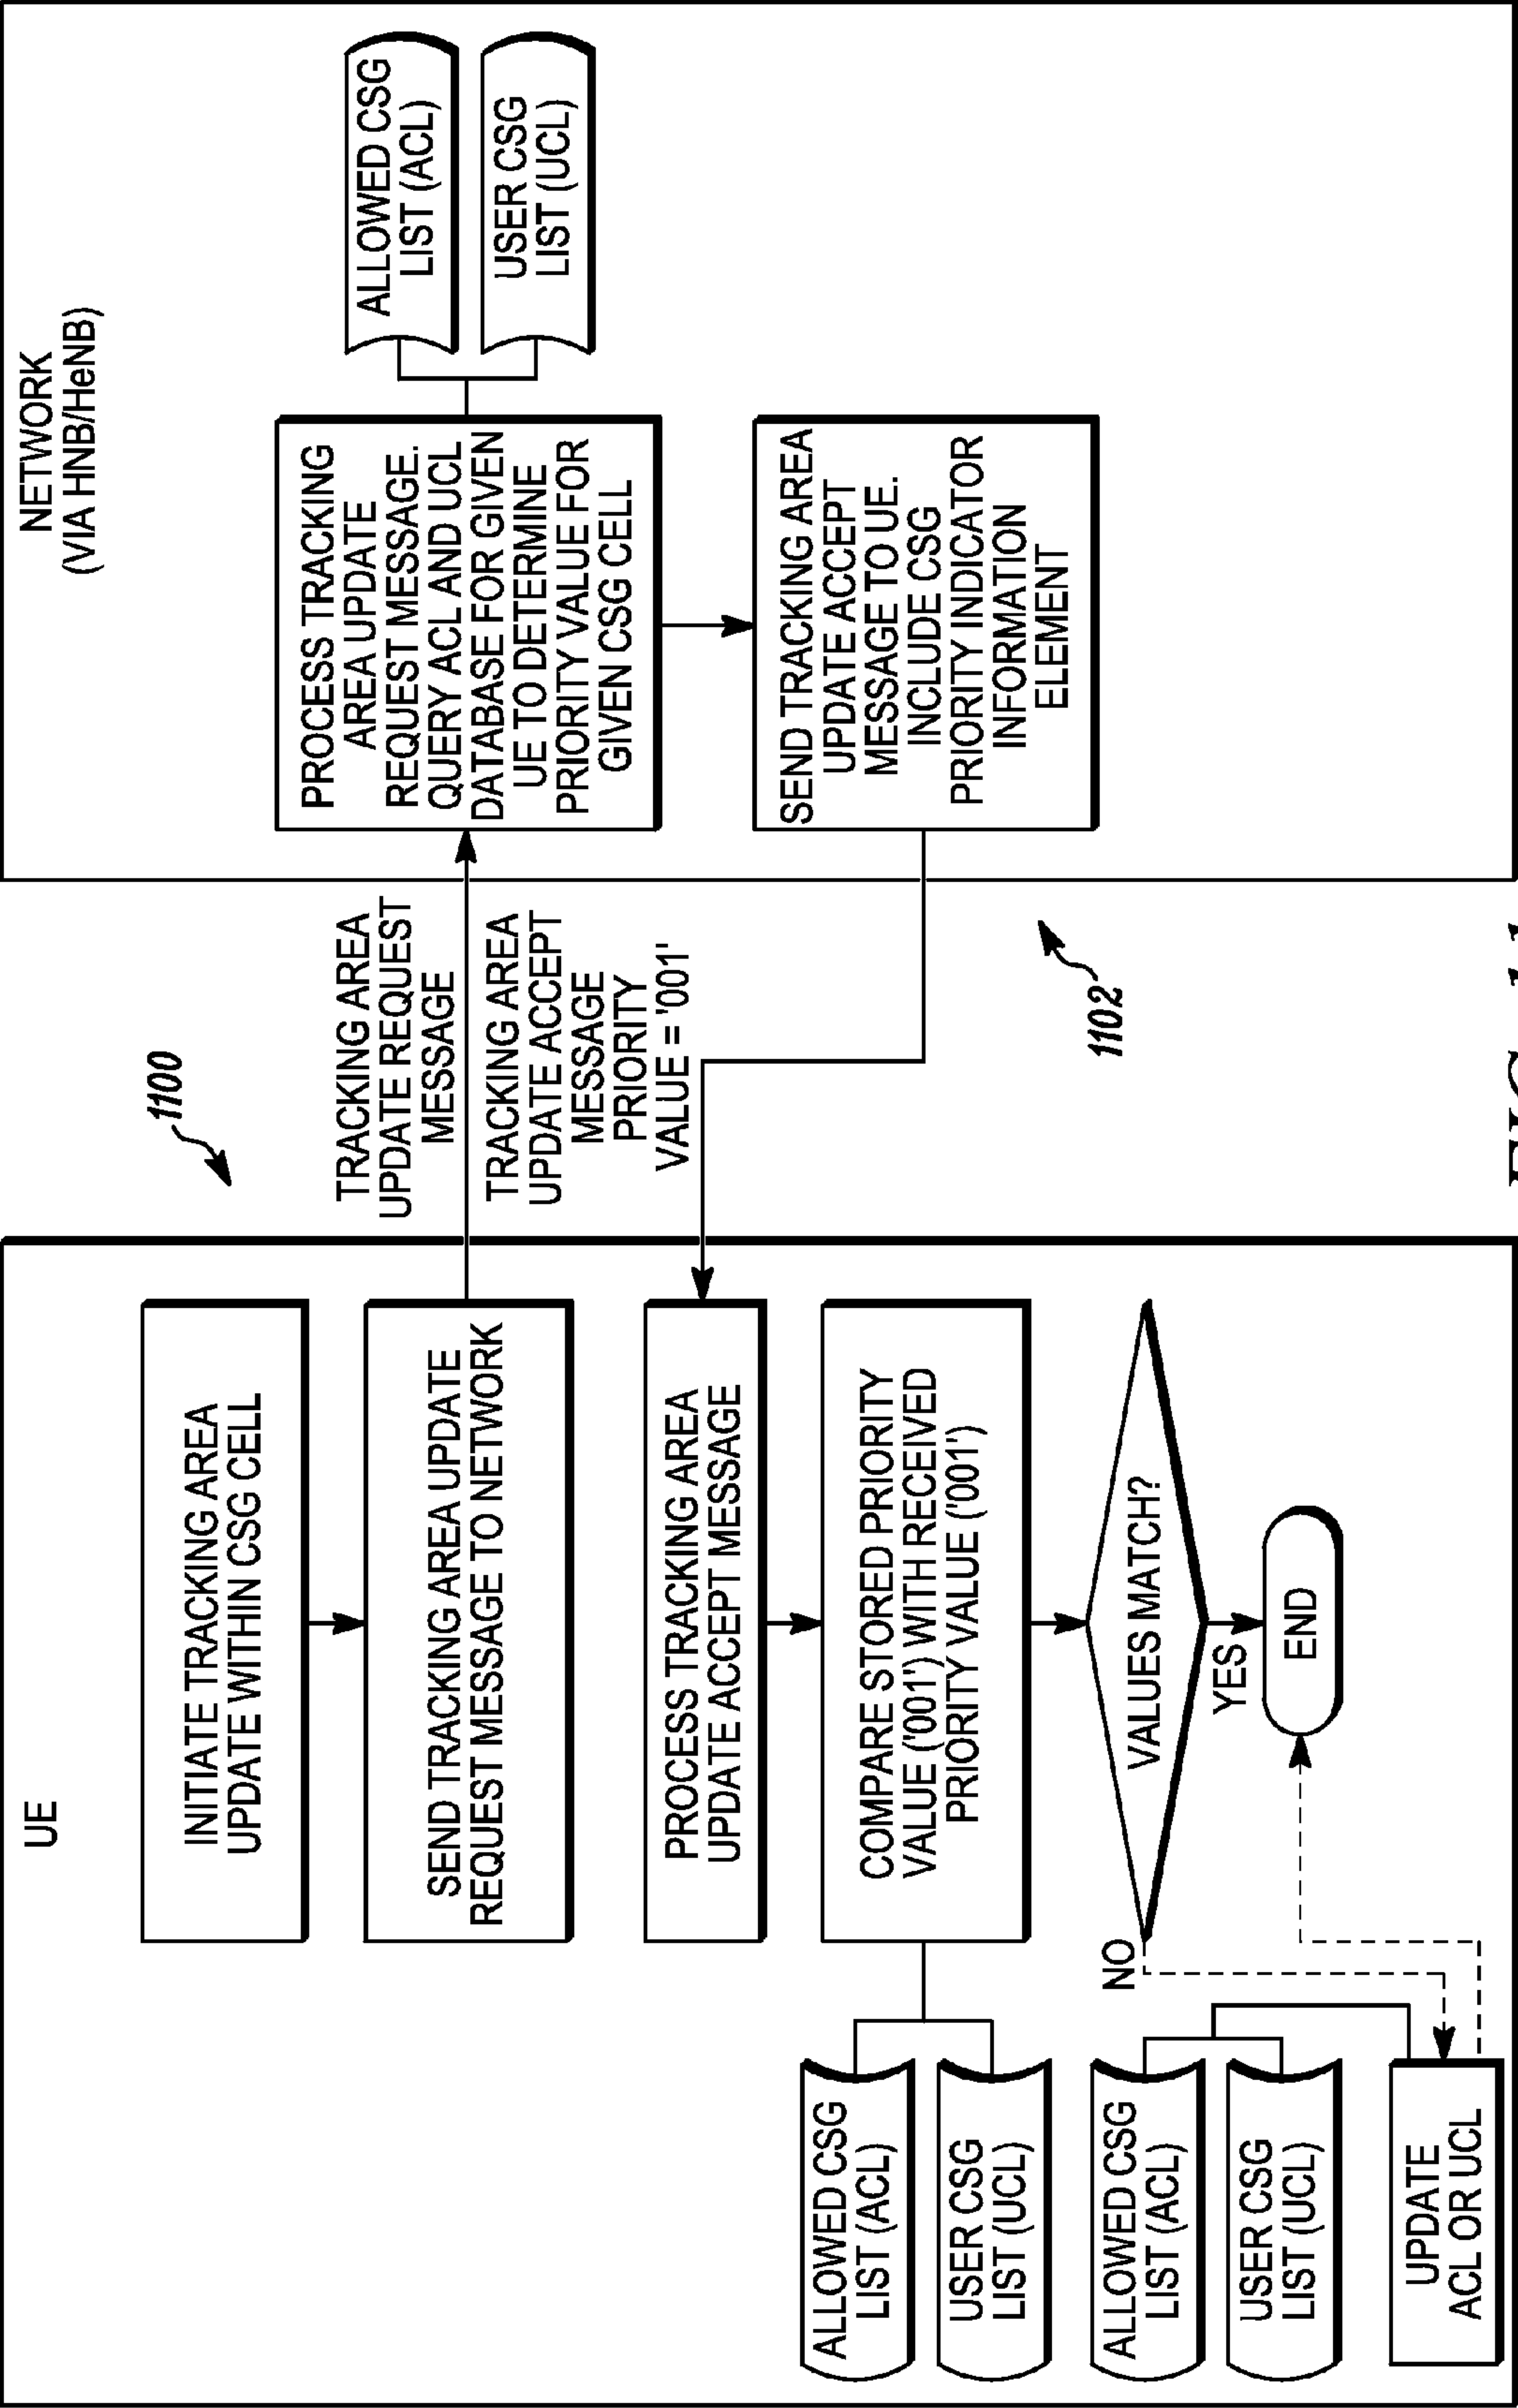 UE
INITIATE TRACKING AREA
UPDATE WITHIN CSG CELL
SEND TRACKING AREA UPDATE
REQUEST MESSAGE TO NETWORK
PROCESS TRACKING AREA
UPDATE ACCEPT MESSAGE
COMPARE STORED PRIORITY
VALUE ('001') WITH RECEIVED
PRIORITY VALUE ('001')
ALLOWED CSG
LIST (ACL)
USER CSG
LIST (UCL)
VALUES MATCH?
NO
YES
ALLOWED CSG
LIST (ACL)
USER CSG
LIST (UCL)
UPDATE
ACL OR UCL
END
1100
TRACKING AREA
UPDATE REQUEST
MESSAGE
TRACKING AREA
UPDATE ACCEPT
MESSAGE
PRIORITY
VALUE = '001'
1102
NETWORK
(VIA HNB/HeNB)
PROCESS TRACKING
AREA UPDATE
REQUEST MESSAGE.
QUERY ACL AND UCL
DATABASE FOR GIVEN
UE TO DETERMINE
PRIORITY VALUE FOR
GIVEN CSG CELL
ALLOWED CSG
LIST (ACL)
USER CSG
LIST (UCL)
SEND TRACKING AREA
UPDATE ACCEPT
MESSAGE TO UE.
INCLUDE CSG
PRIORITY INDICATOR
INFORMATION
ELEMENT